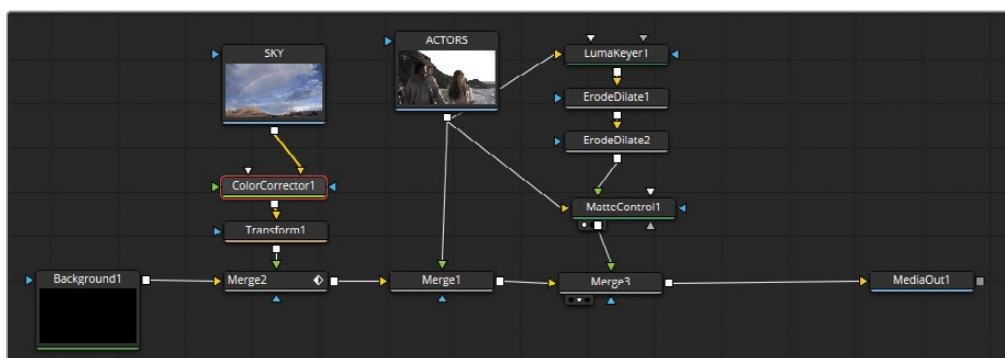 SKY
ACTORS
LumaKeyer1
ErodeDilate1
ErodeDilate2
ColorCorrector1
MatteControl1
Transform1
Background1
Merge2
Merge1
Merge3
MediaOut1